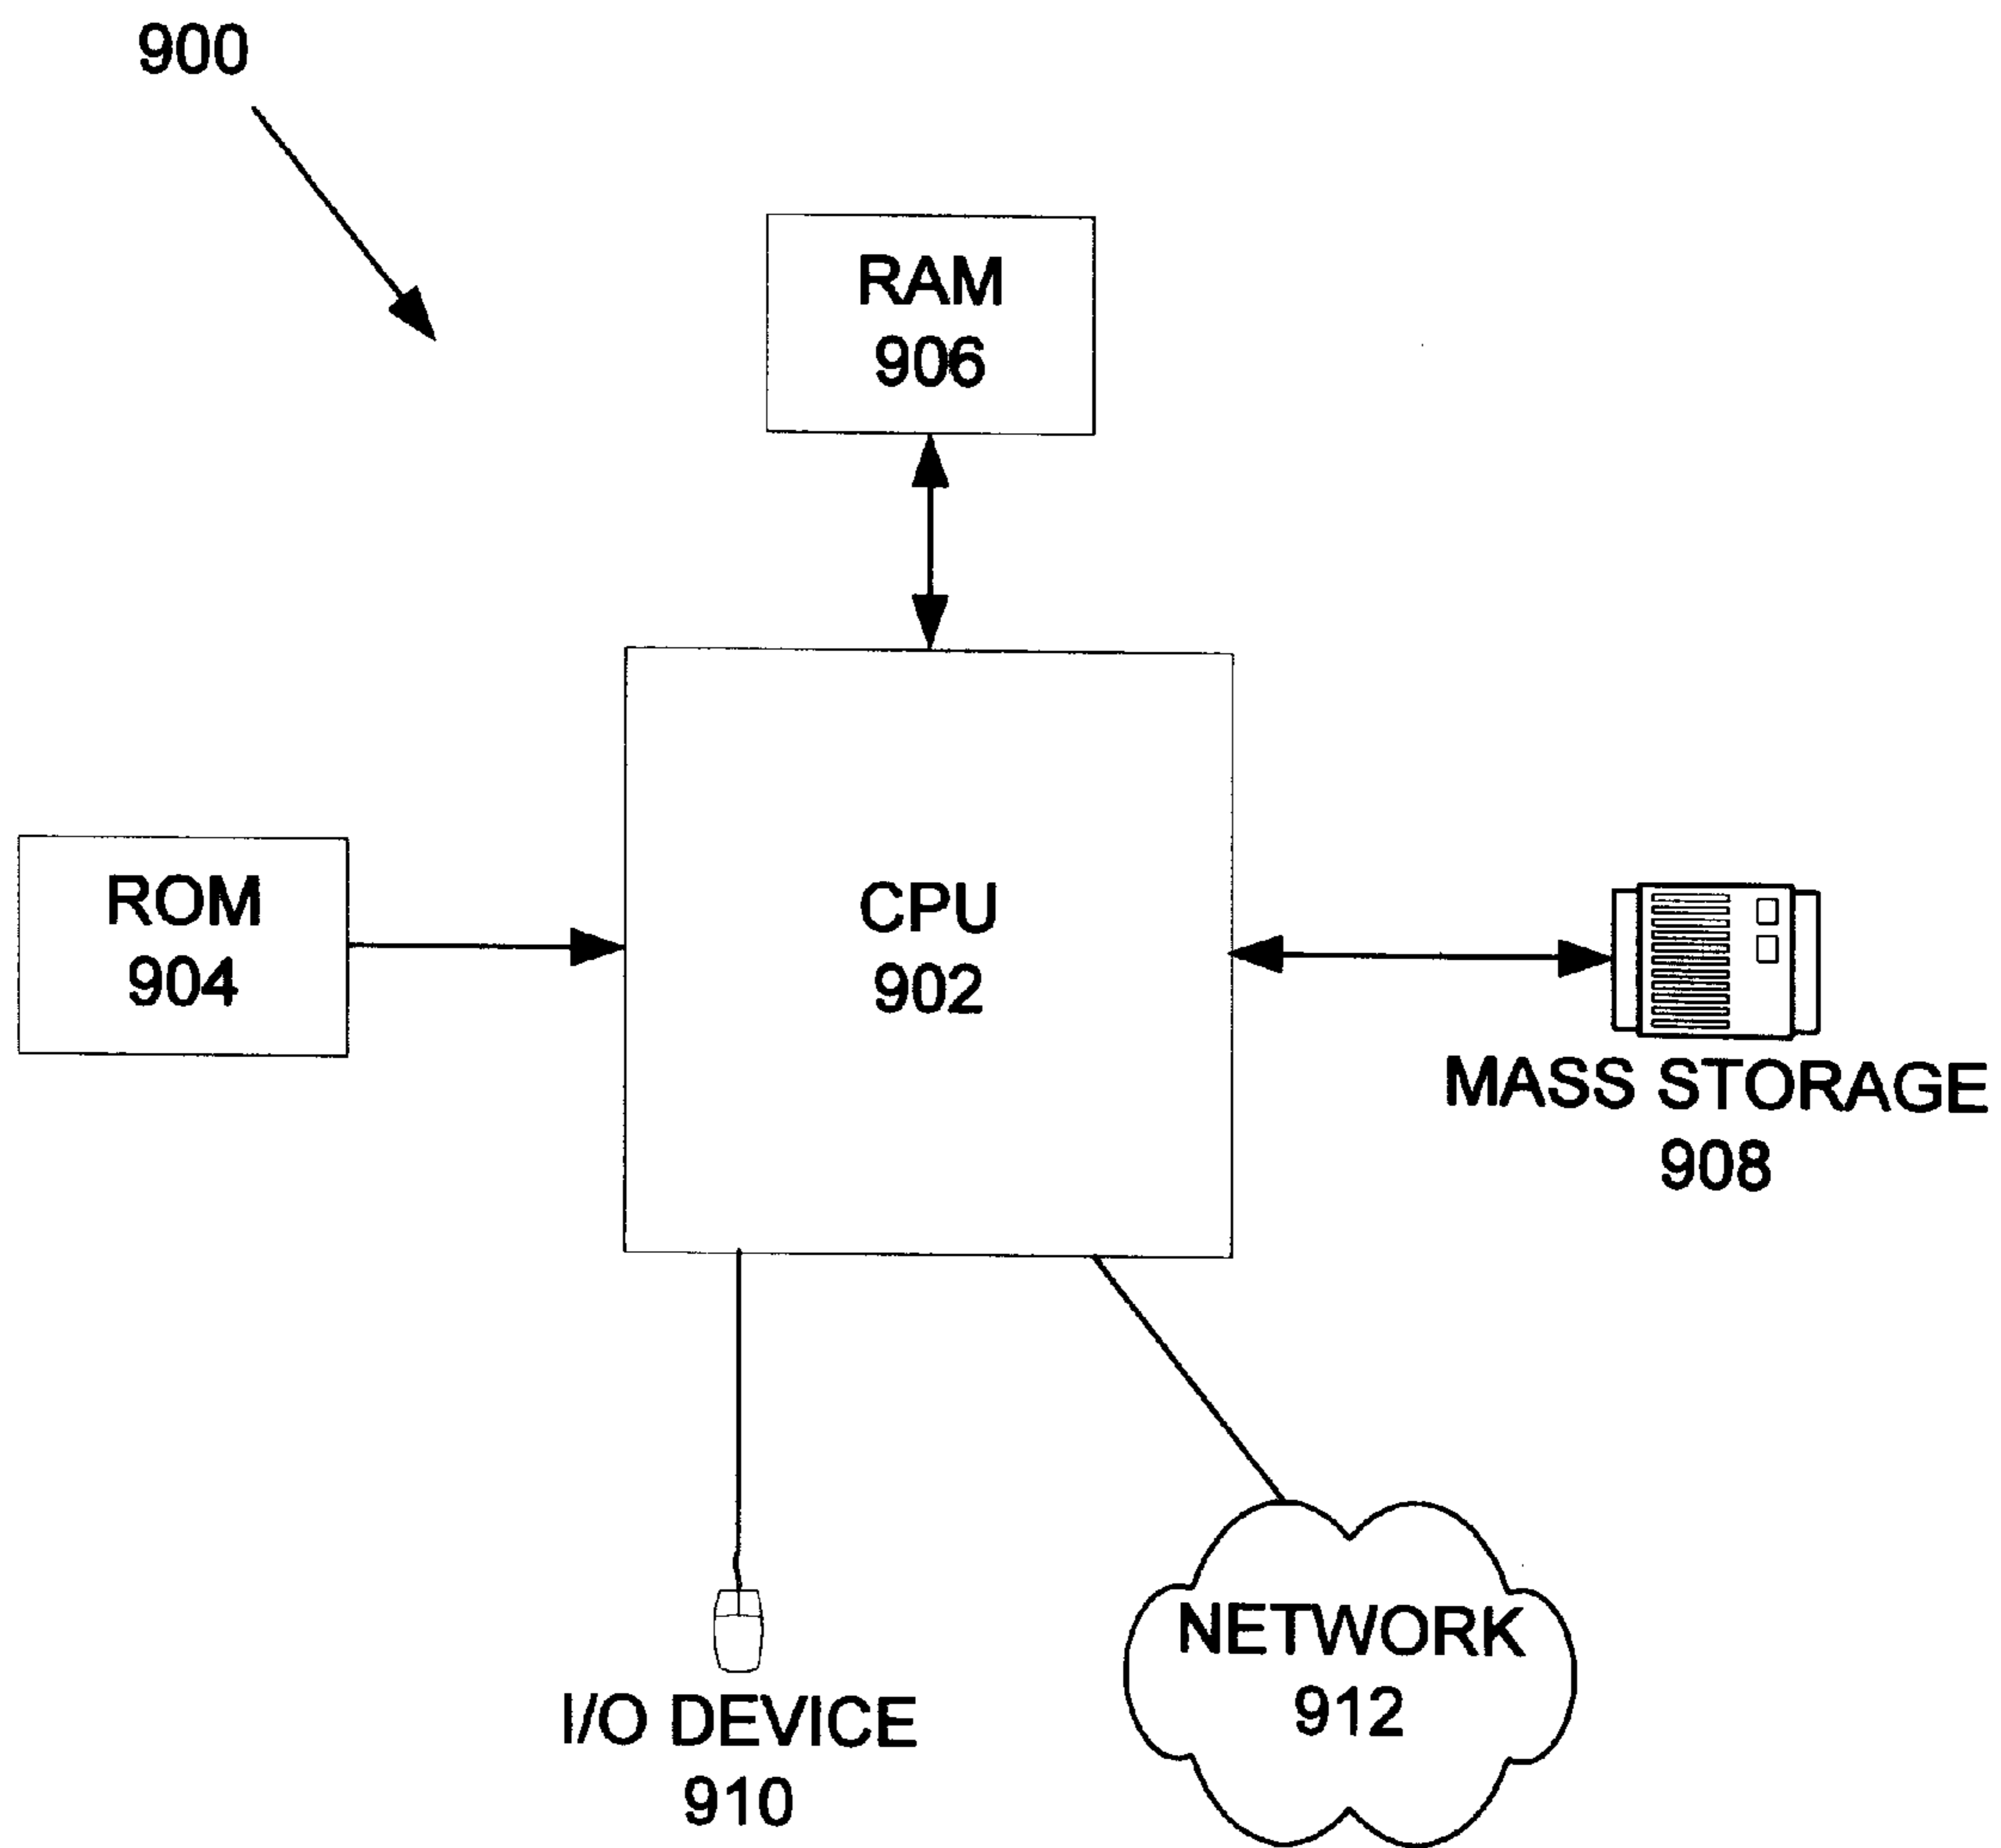 900
RAM
906
ROM
904
CPU
902
MASS STORAGE
908
I/O DEVICE
910
NETWORK
912